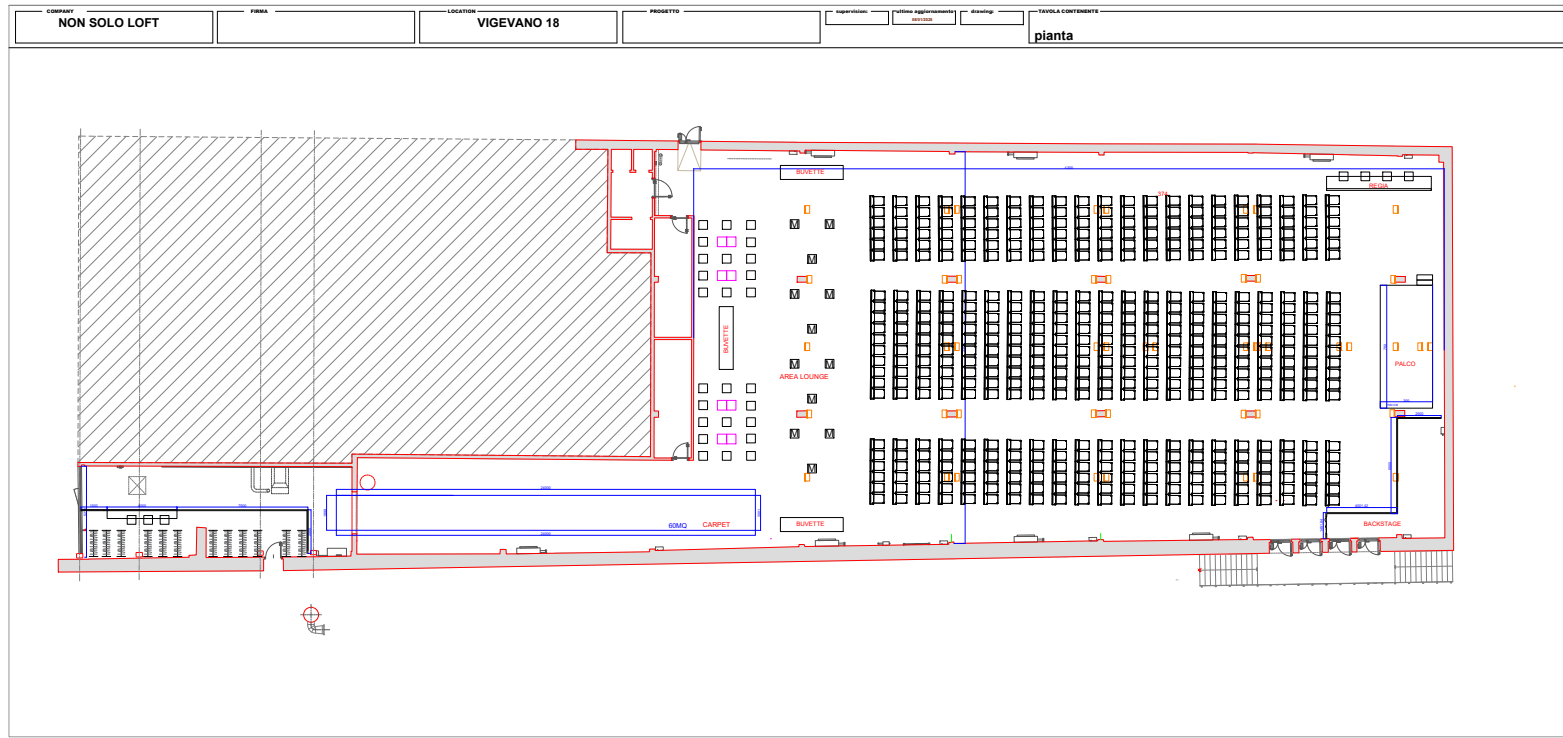 COMPANY
NON SOLO LOFT
FIRMA
LOCATION
VIGEVANO 18
PROGETTO
supervision:
ultimo aggiornamento
drawing:
TAVOLA CONTENENTE
pianta
BUVETTE
374
REGIA
BUVETTE
AREA LOUNGE
PALCO
BUVETTE
60MQ
CARPET
BACKSTAGE